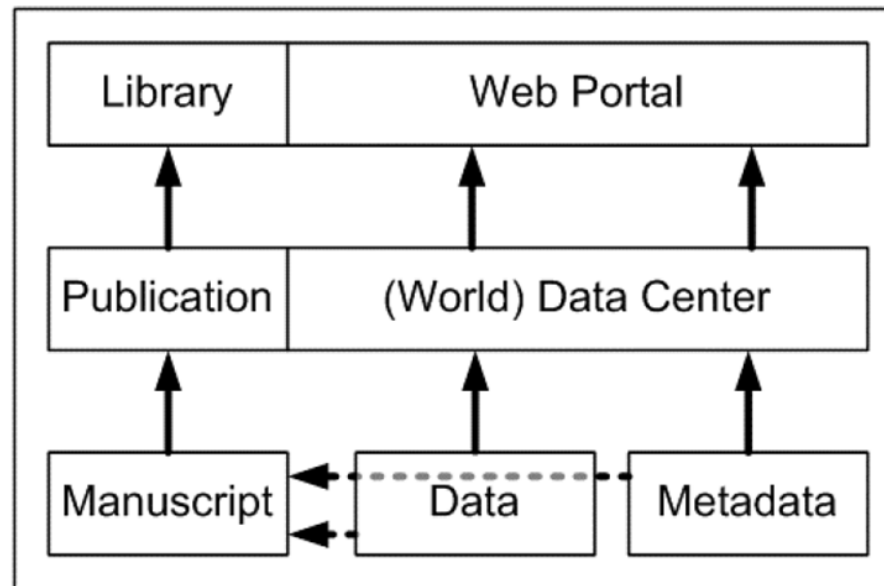 Library
Web Portal
Publication
(World) Data Center
Manuscript
Data
Metadata